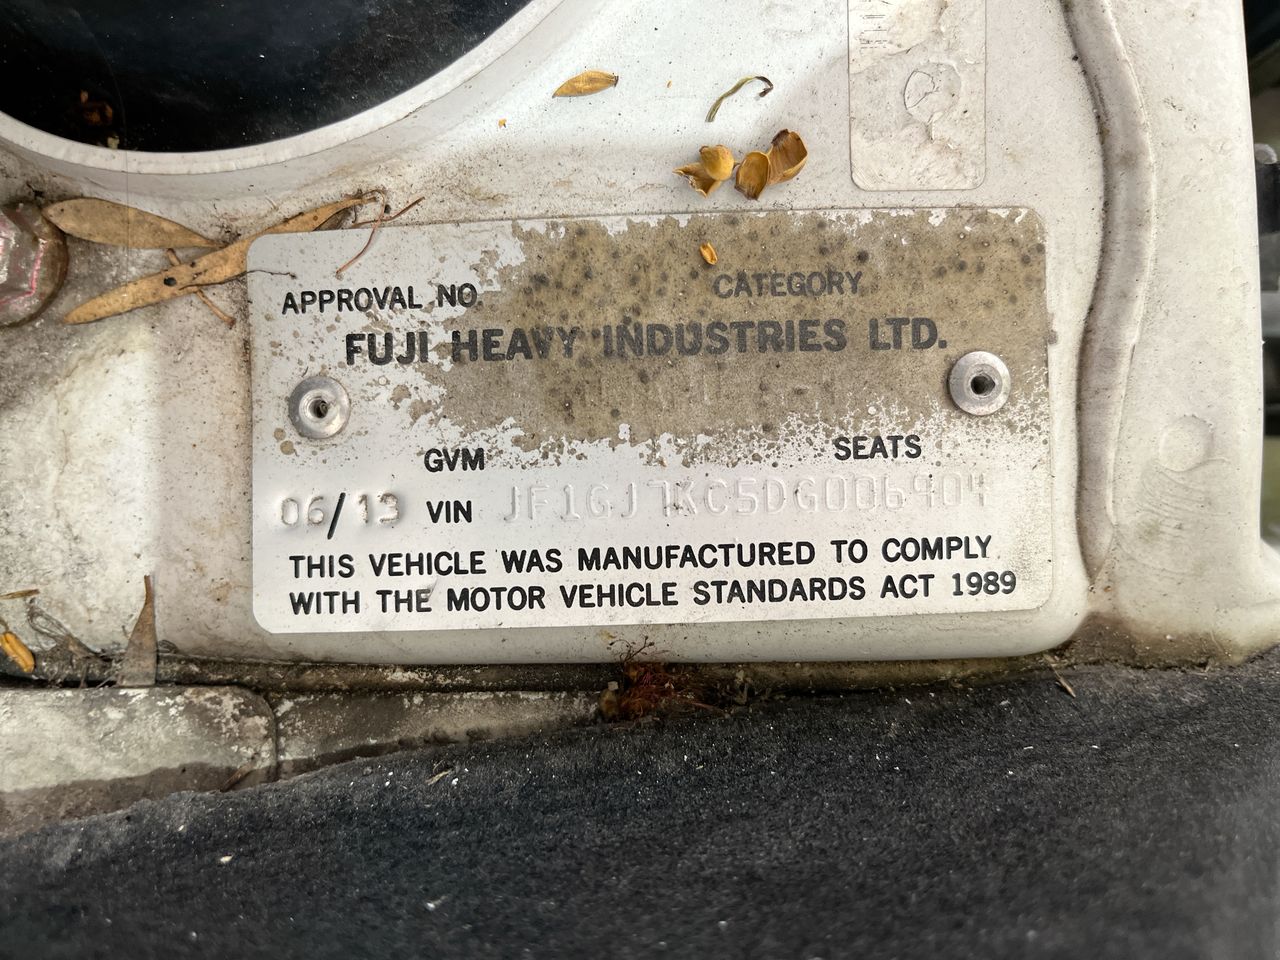 APPROVAL NO. CATEGORY
FUJI HEAVY INDUSTRIES LTD.
GVM SEATS
06/13 VIN JF1GJ7KC5DG006904
THIS VEHICLE WAS MANUFACTURED TO COMPLY
WITH THE MOTOR VEHICLE STANDARDS ACT 1989